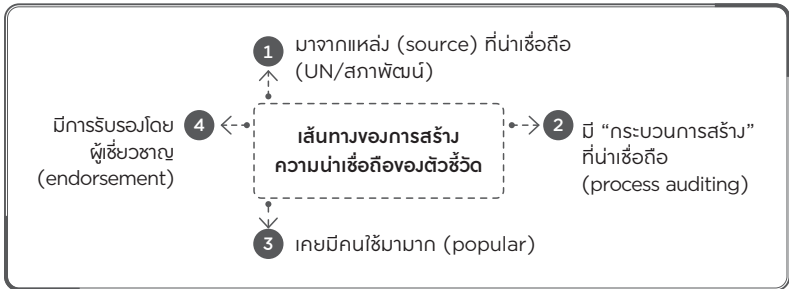 1 มาจากแหล่ง (source) ที่น่าเชื่อถือ
(UN/สภาพัฒน์)
เส้นทางของการสร้าง
ความน่าเชื่อถือของตัวชี้วัด
2 มี “กระบวนการสร้าง”
ที่น่าเชื่อถือ
(process auditing)
3 เคยมีคนใช้มามาก (popular)
มีการรับรองโดย 4
ผู้เชี่ยวชาญ
(endorsement)